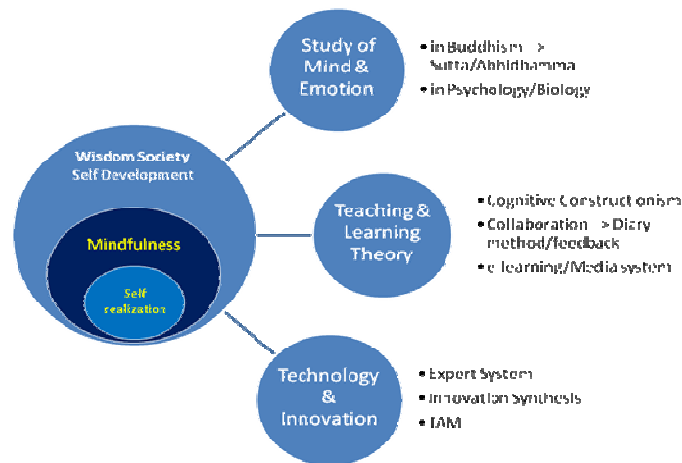 Study of
Mind &
Emotion
• in Buddhism -> 
Sutta/Abhidhamma
• in Psychology/Biology
Wisdom Society
Self Development
Mindfulness
Self
realization
Teaching &
Learning
Theory
• Cognitive Constructionism
• Collaboration -> Diary
method/feedback
• e-learning/Media system
Technology
&
Innovation
• Expert System
• Innovation Synthesis